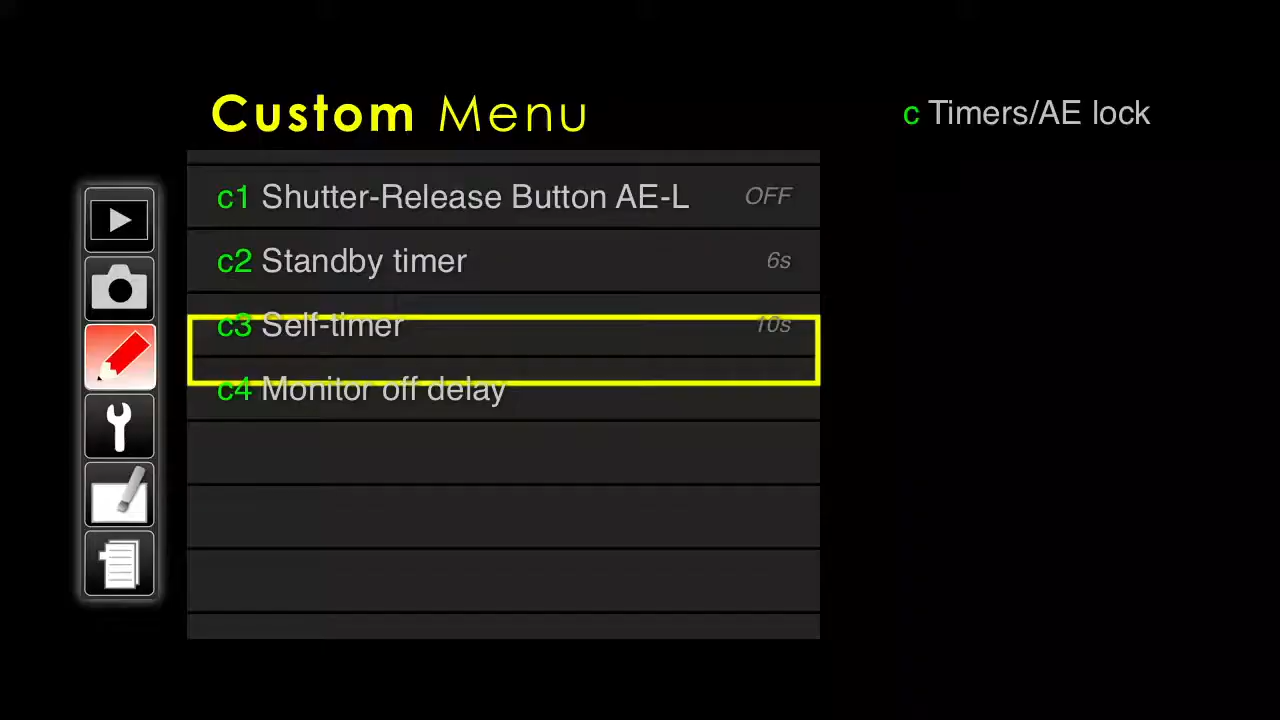 Custom Menu
c Timers/AE lock
c1 Shutter-Release Button AE-L OFF
c2 Standby timer 6s
c3 Self-timer 10s
c4 Monitor off delay